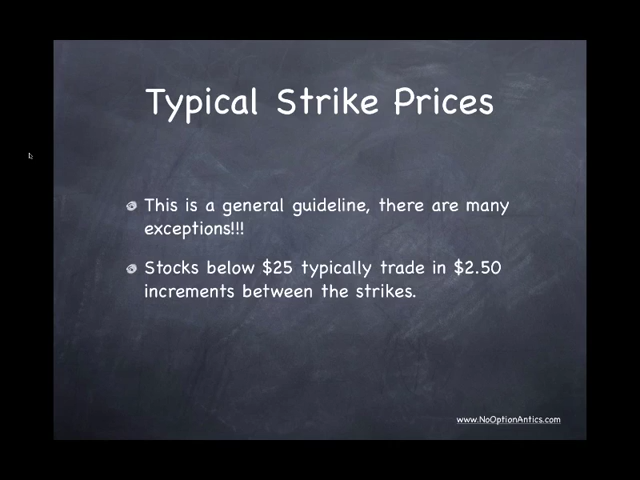 Typical Strike Prices
This is a general guideline, there are many
exceptions!!!
Stocks below $25 typically trade in $2.50
increments between the strikes.
www.NoOptionAntics.com